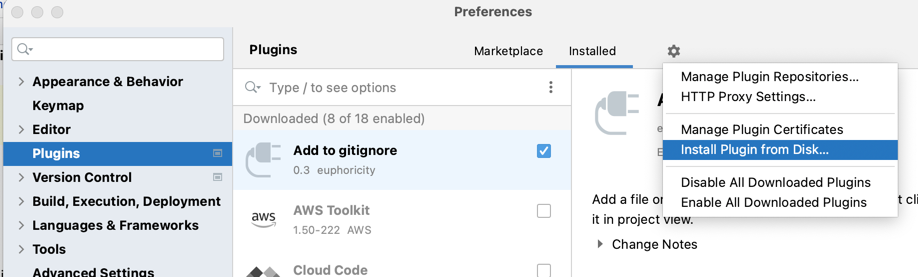 Preferences
Plugins
Marketplace
Installed
Appearance & Behavior
Keymap
Editor
Plugins
Version Control
Build, Execution, Deployment
Languages & Frameworks
Tools
Advanced Settings
Type / to see options
Downloaded (8 of 18 enabled)
Add to gitignore
0.3 euphoricity
aws
AWS Toolkit
1.50-222 AWS
Cloud Code
Manage Plugin Repositories...
HTTP Proxy Settings...
Manage Plugin Certificates
Install Plugin from Disk...
Disable All Downloaded Plugins
Enable All Downloaded Plugins
Add a file or
it in project view.
Change Notes